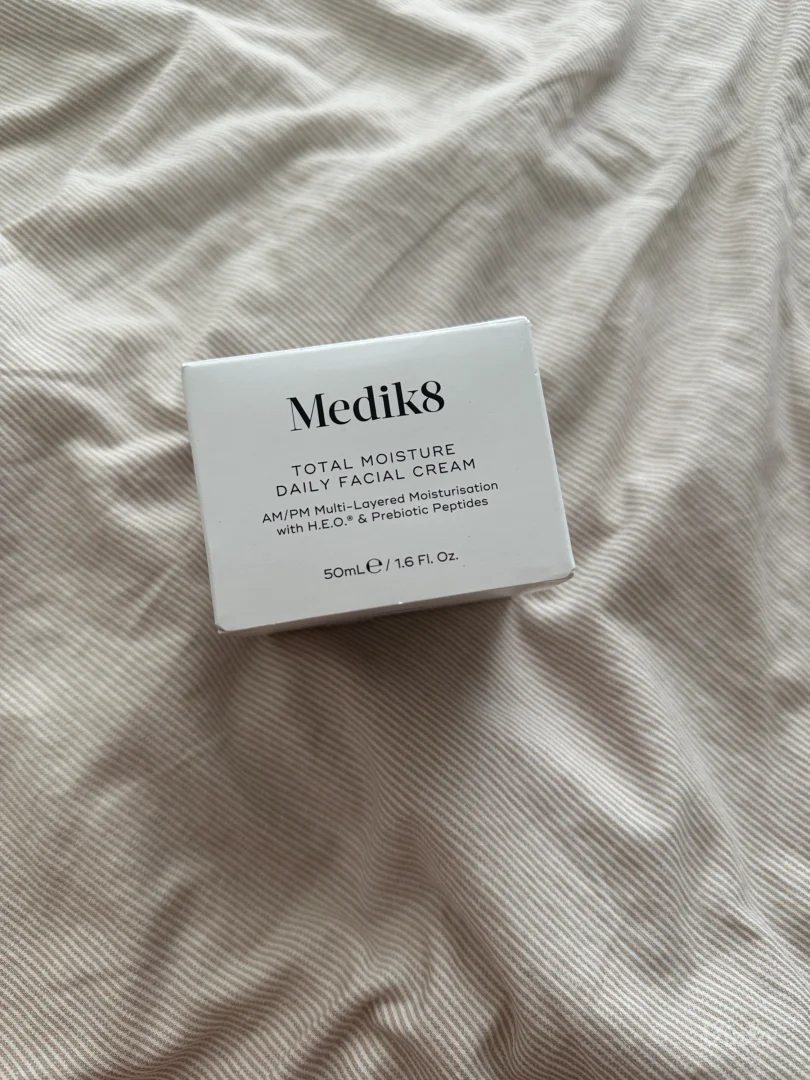 Medik8
TOTAL MOISTURE
DAILY FACIAL CREAM
AM/PM Multi-Layered Moisturisation
with H.E.O.® & Prebiotic Peptides
50mL℮ / 1.6 Fl. Oz.